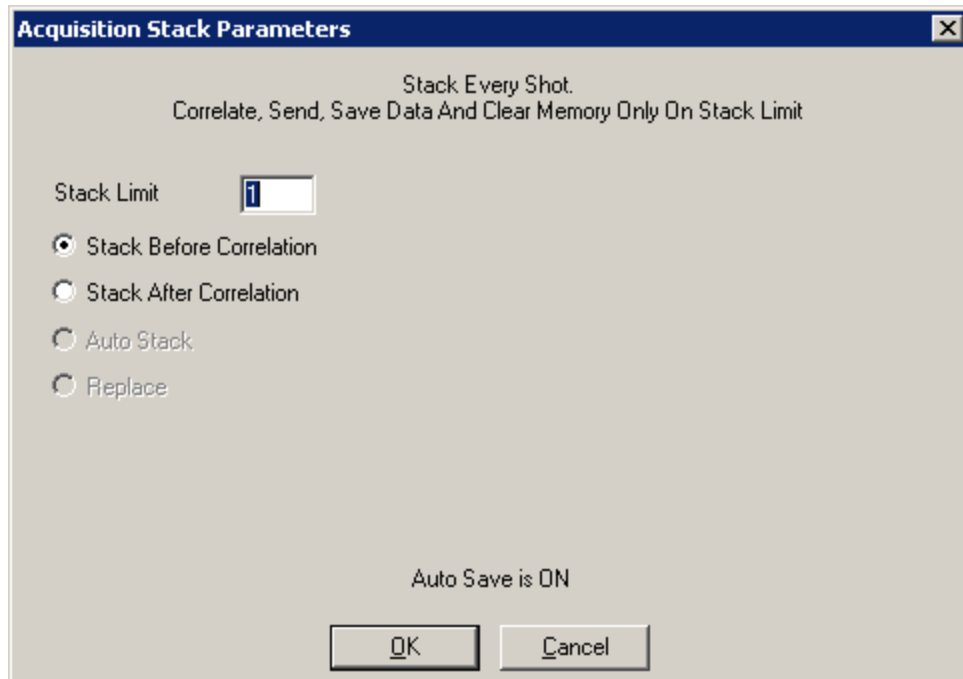 Acquisition Stack Parameters
Stack Every Shot.
Correlate, Send, Save Data And Clear Memory Only On Stack Limit
Stack Limit 1
Stack Before Correlation
Stack After Correlation
Auto Stack
Replace
Auto Save is ON
OK Cancel